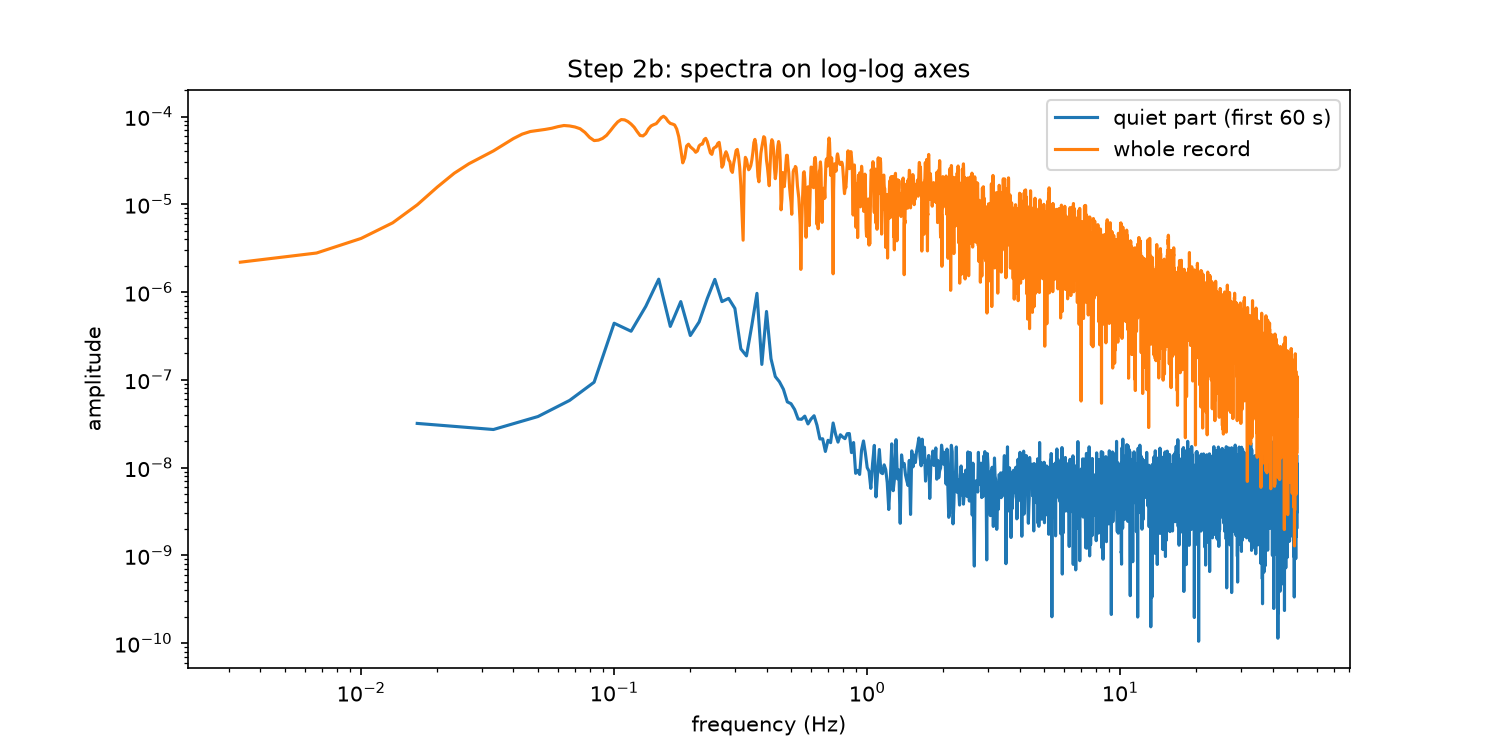 Step 2b: spectra on log-log axes
quiet part (first 60 s)
whole record
amplitude
10⁻⁴
10⁻⁵
10⁻⁶
10⁻⁷
10⁻⁸
10⁻⁹
10⁻¹⁰
10⁻² 10⁻¹ 10⁰ 10¹
frequency (Hz)